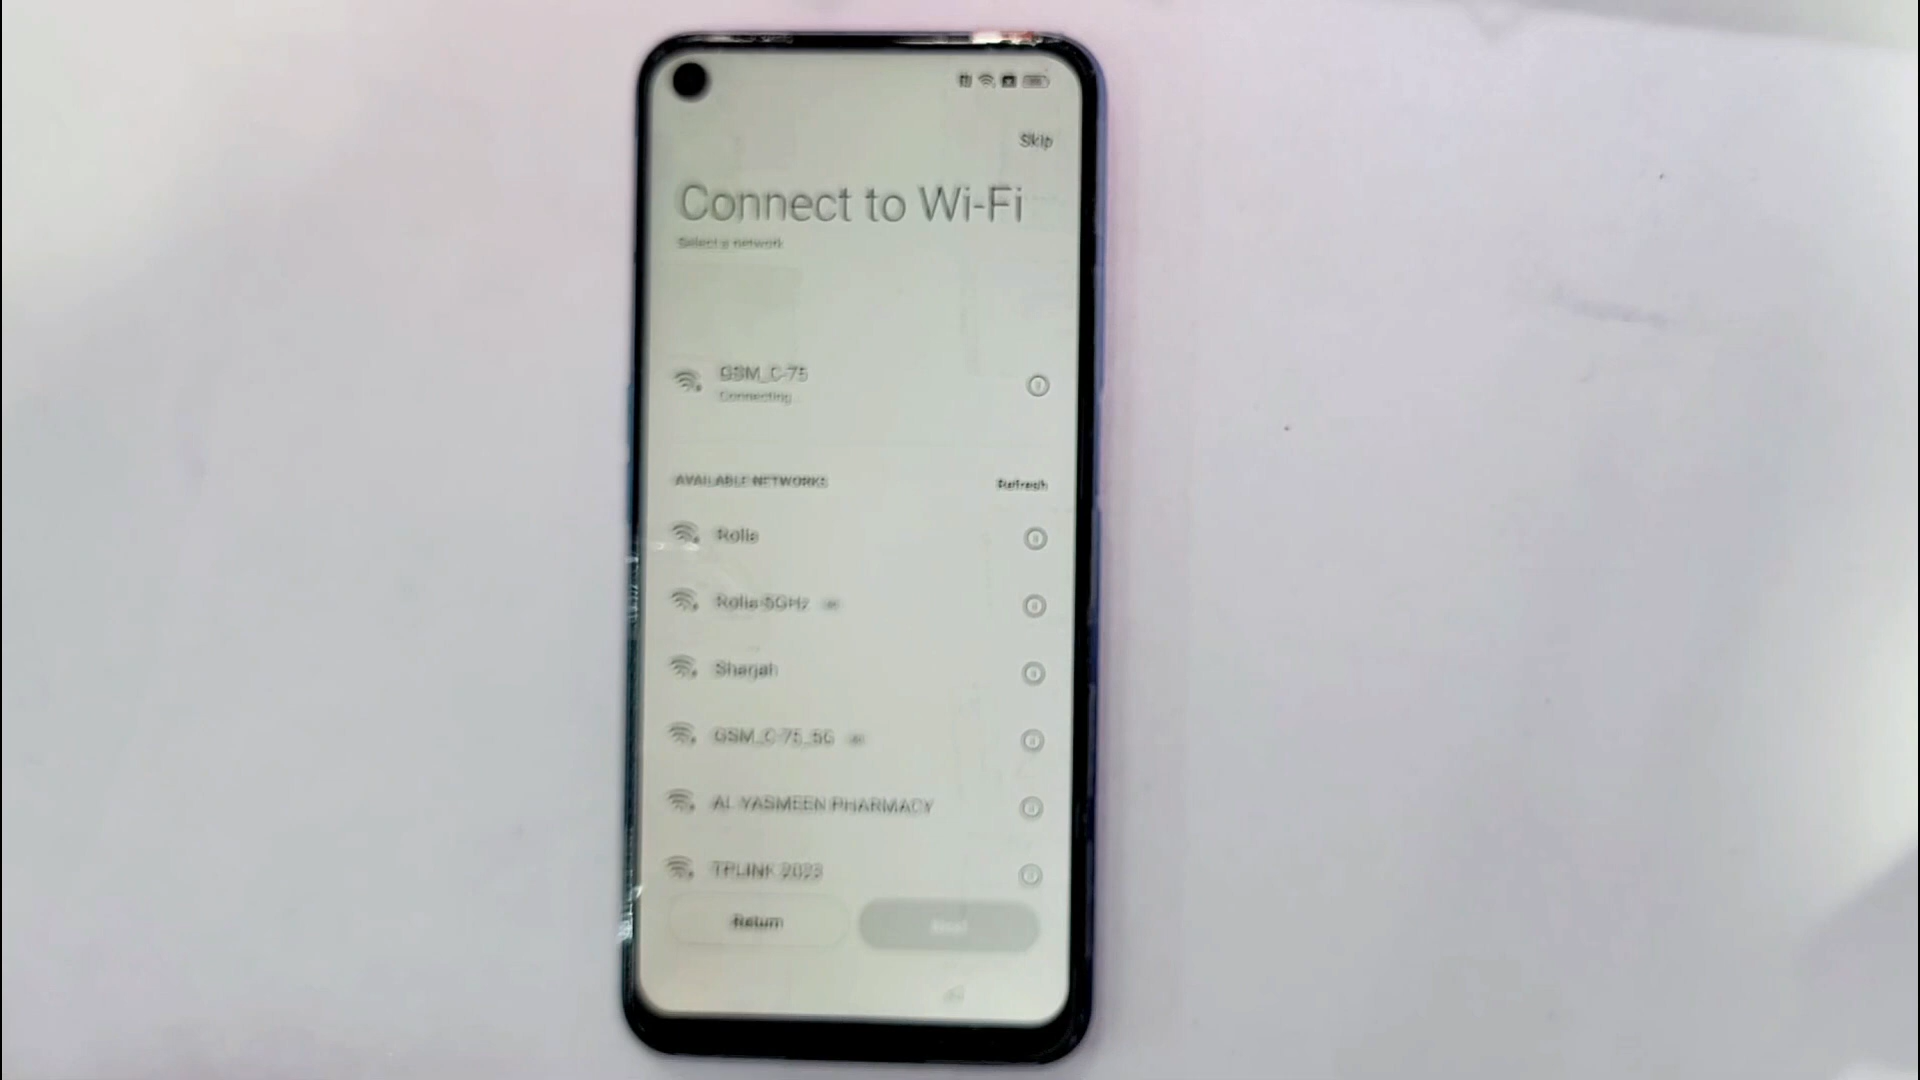 Skip
Connect to Wi-Fi
Select a network
GSM_C-75
Connecting...
AVAILABLE NETWORKS
Refresh
Rolla
Rolla 5GHz
Sharjah
GSM_C-75_5G
AL YASMEEN PHARMACY
TPLINK 2023
Return
Next